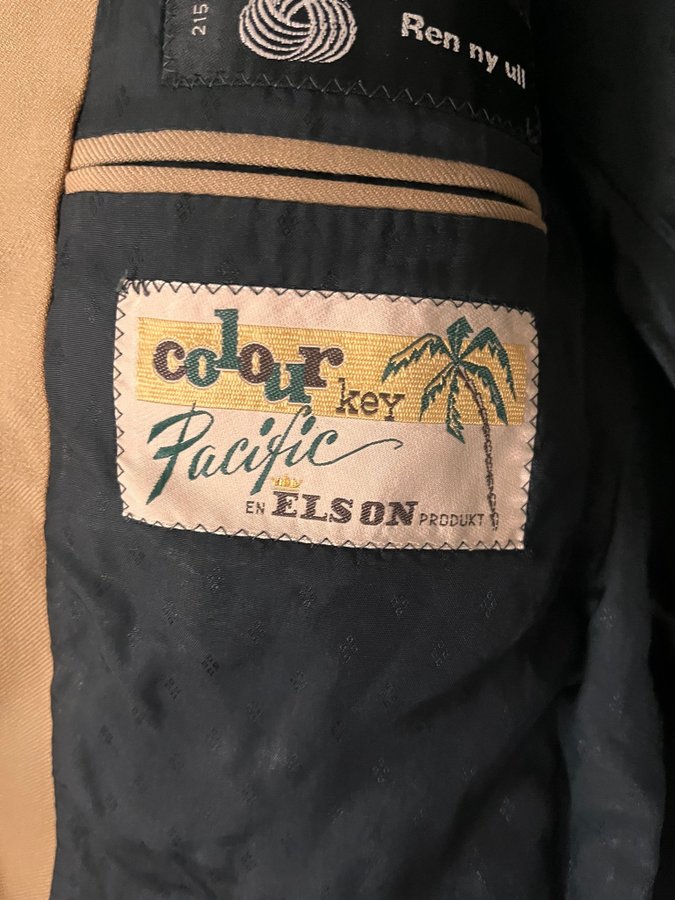 215
Ren ny ull
colour key
Pacific
EN ELSON PRODUKT